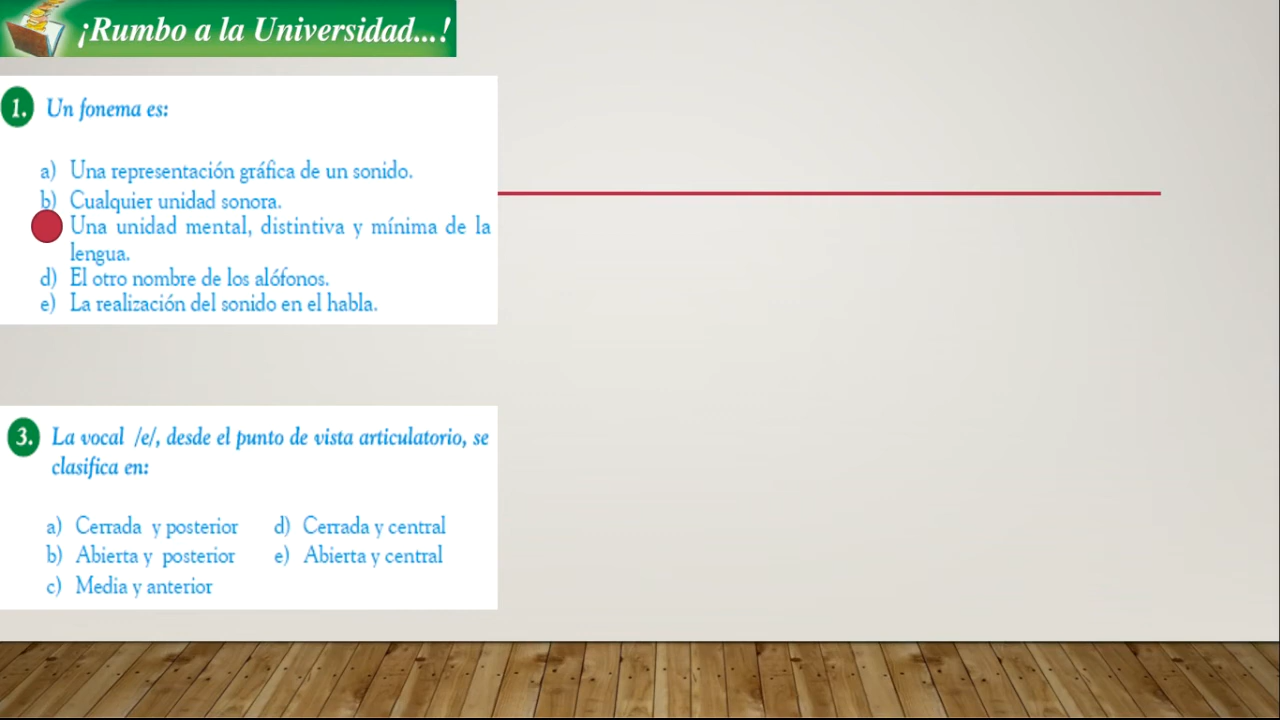 ¡Rumbo a la Universidad...!
1. Un fonema es:
a) Una representación gráfica de un sonido.
b) Cualquier unidad sonora.
Una unidad mental, distintiva y mínima de la
lengua.
d) El otro nombre de los alófonos.
e) La realización del sonido en el habla.
3. La vocal /e/, desde el punto de vista articulatorio, se
clasifica en:
a) Cerrada y posterior
b) Abierta y posterior
c) Media y anterior
d) Cerrada y central
e) Abierta y central